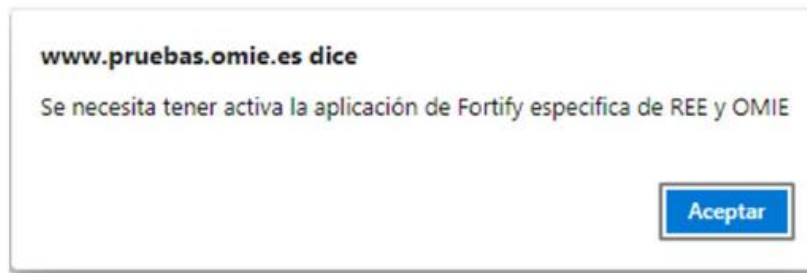 www.pruebas.omie.es dice
Se necesita tener activa la aplicación de Fortify especifica de REE y OMIE
Aceptar